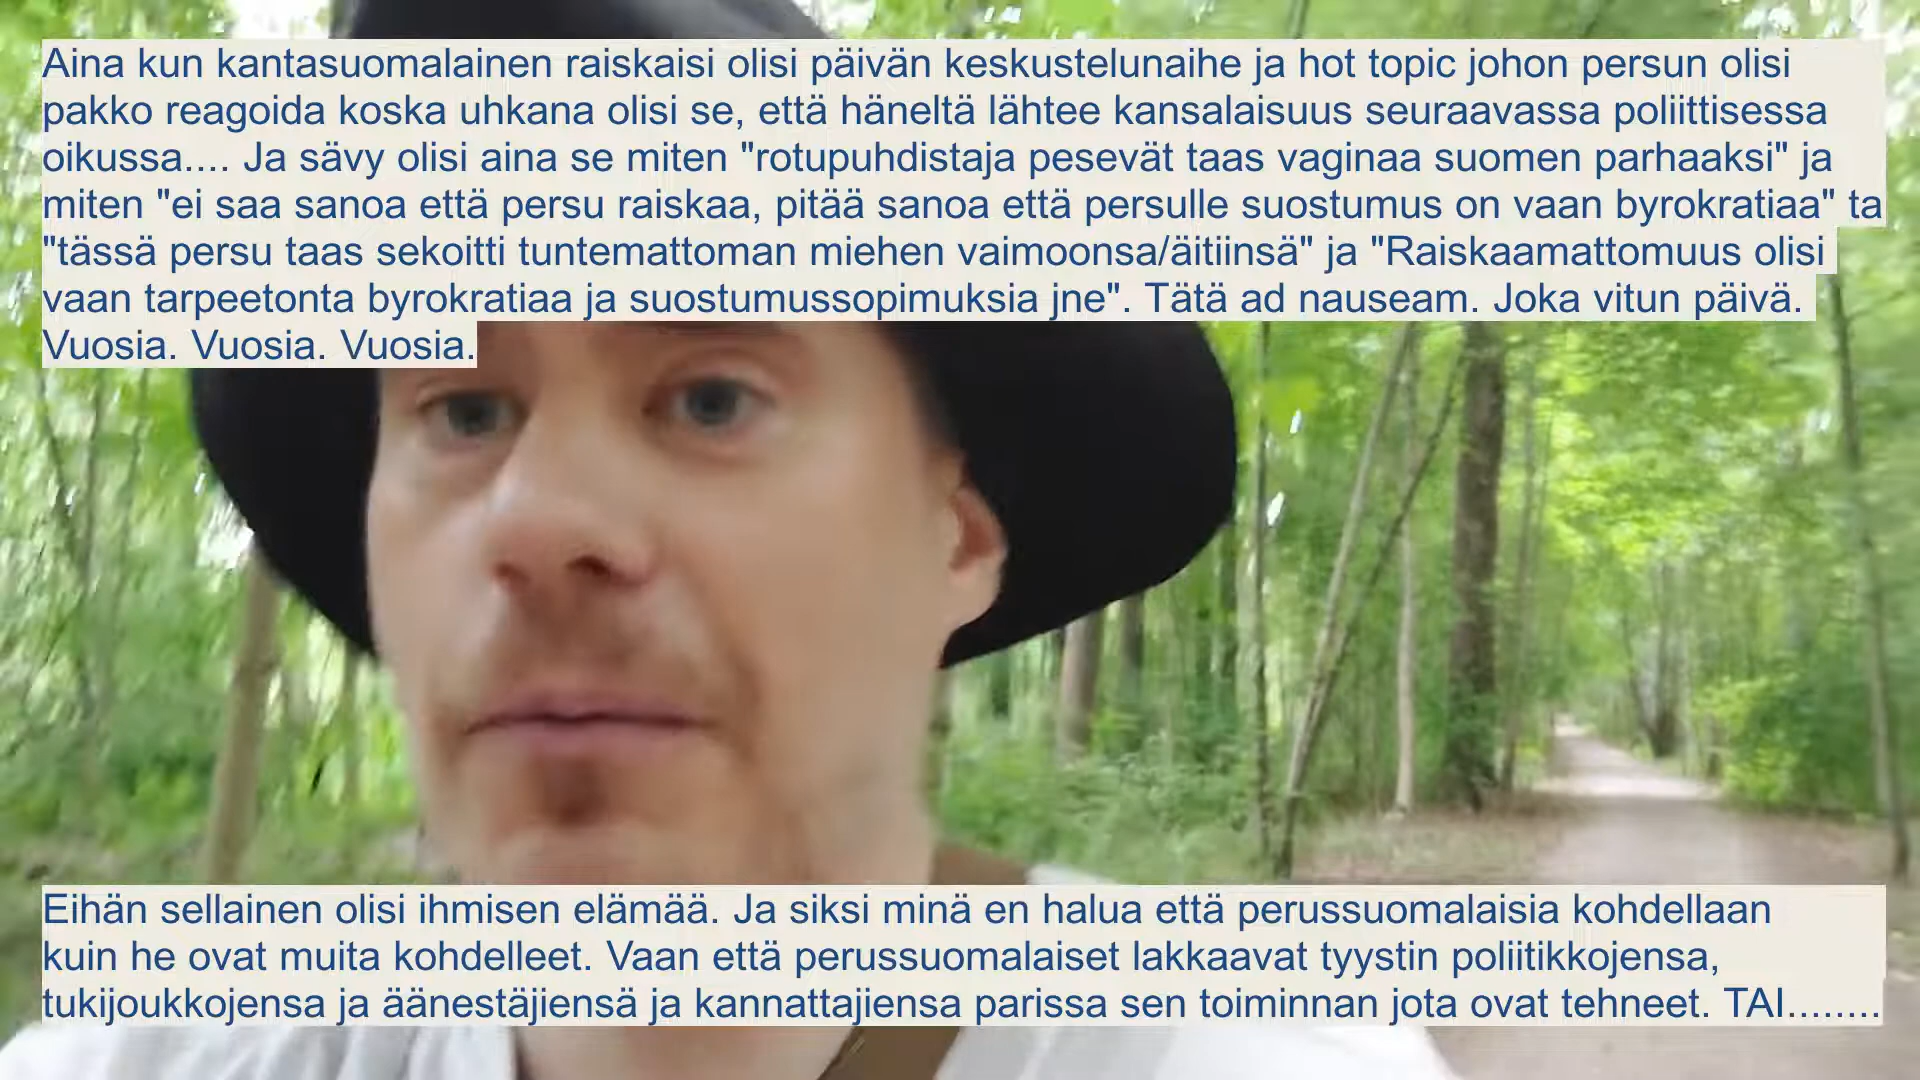 Aina kun kantasuomalainen raiskaisi olisi päivän keskustelunaihe ja hot topic johon persun olisi
pakko reagoida koska uhkana olisi se, että häneltä lähtee kansalaisuus seuraavassa poliittisessa
oikussa.... Ja sävy olisi aina se miten "rotupuhdistaja pesevät taas vaginaa suomen parhaaksi" ja
miten "ei saa sanoa että persu raiskaa, pitää sanoa että persulle suostumus on vaan byrokratiaa" ta
"tässä persu taas sekoitti tuntemattoman miehen vaimoonsa/äitiinsä" ja "Raiskaamattomuus olisi
vaan tarpeetonta byrokratiaa ja suostumussopimuksia jne". Tätä ad nauseam. Joka vitun päivä.
Vuosia. Vuosia. Vuosia.
Eihän sellainen olisi ihmisen elämää. Ja siksi minä en halua että perussuomalaisia kohdellaan
kuin he ovat muita kohdelleet. Vaan että perussuomalaiset lakkaavat tyystin poliitikkojensa,
tukijoukkojensa ja äänestäjiensä ja kannattajiensa parissa sen toiminnan jota ovat tehneet. TAI........